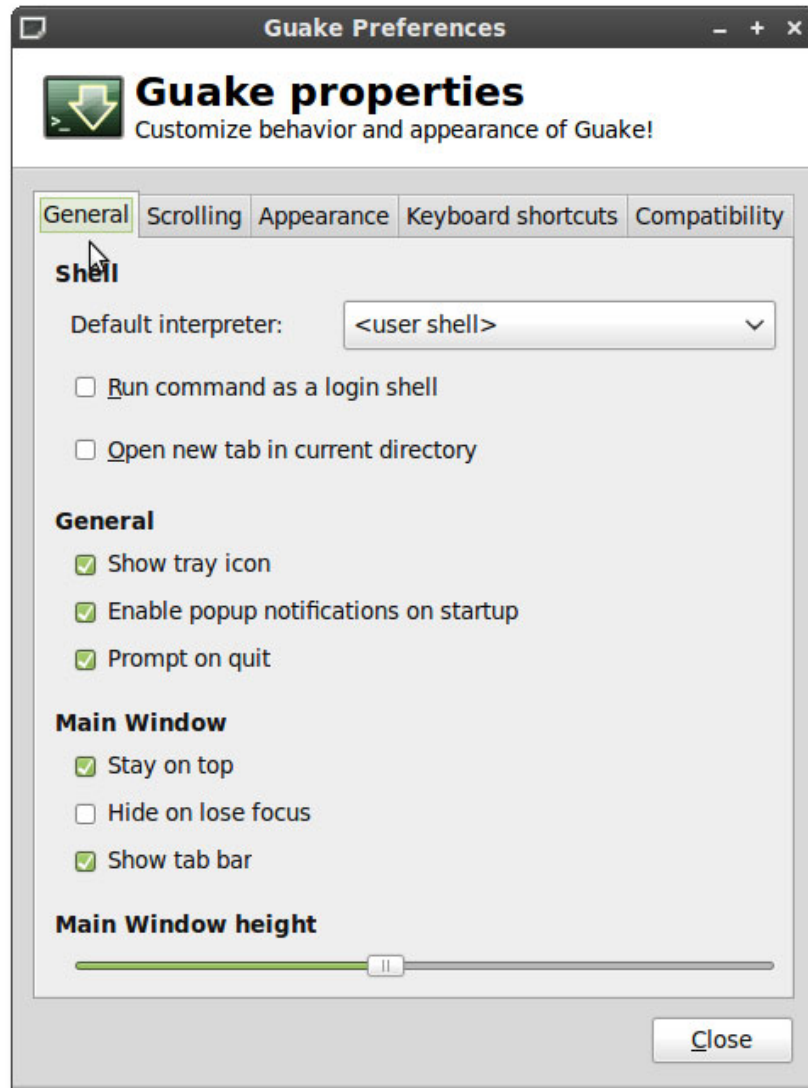 Guake Preferences
Guake properties
Customize behavior and appearance of Guake!
General Scrolling Appearance Keyboard shortcuts Compatibility
Shell
Default interpreter: <user shell>
Run command as a login shell
Open new tab in current directory
General
Show tray icon
Enable popup notifications on startup
Prompt on quit
Main Window
Stay on top
Hide on lose focus
Show tab bar
Main Window height
Close